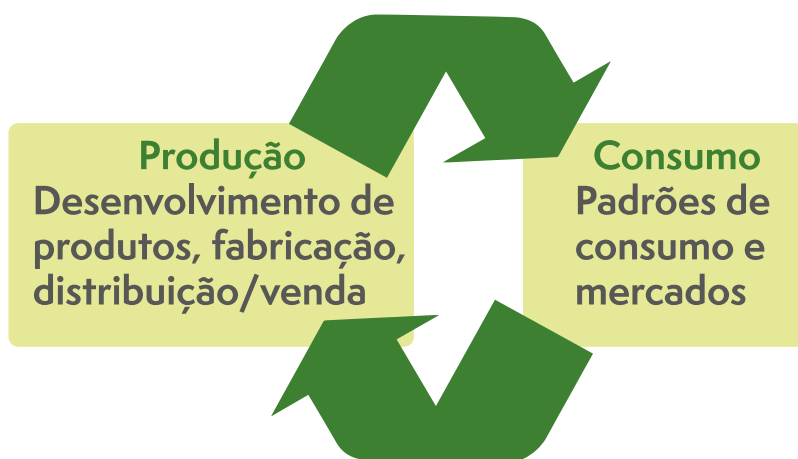 Produção
Desenvolvimento de
produtos, fabricação,
distribuição/venda
Consumo
Padrões de
consumo e
mercados